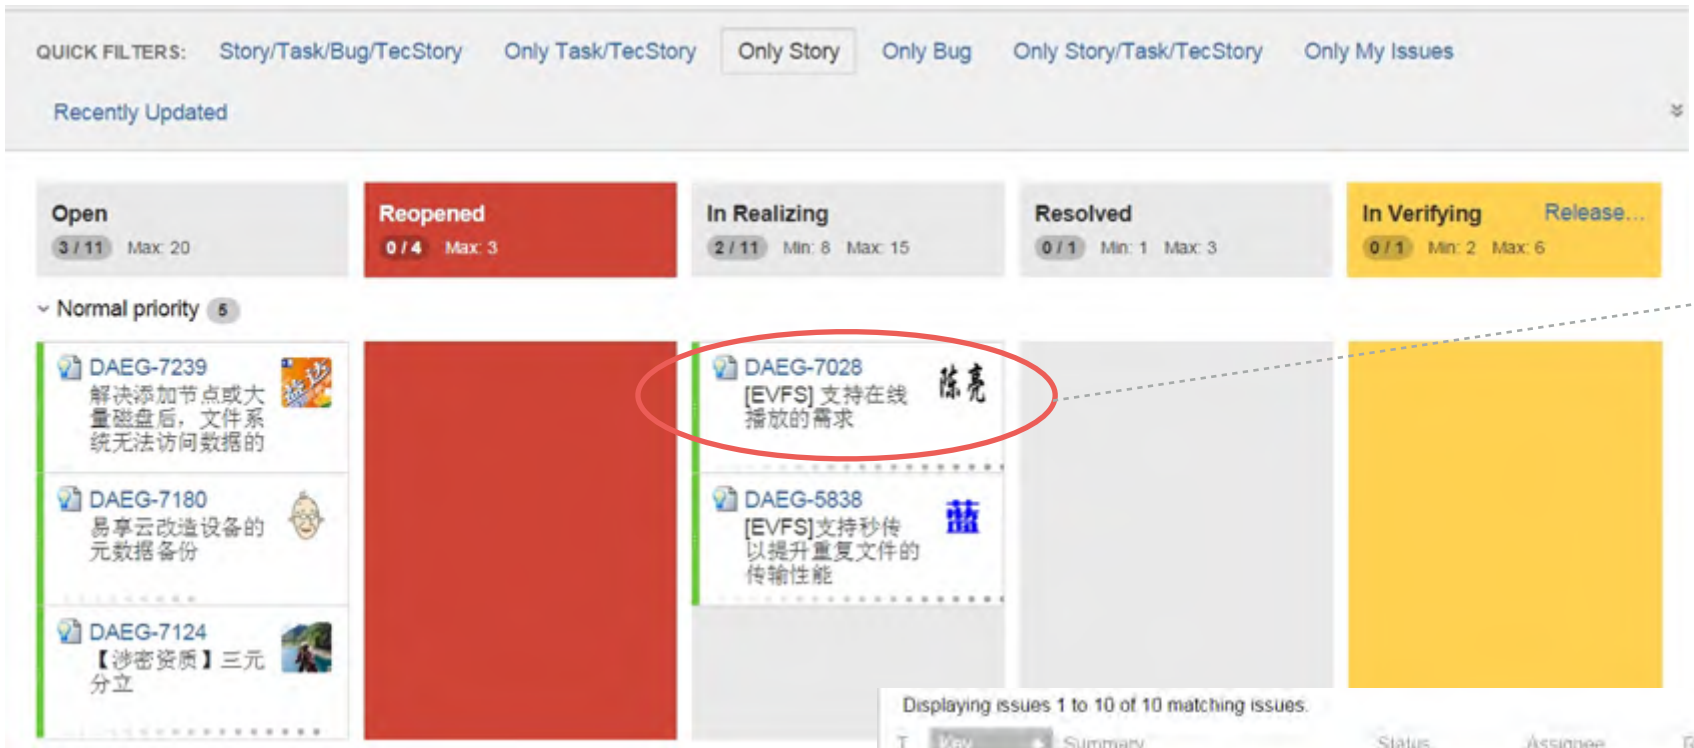 QUICK FILTERS: Story/Task/Bug/TecStory Only Task/TecStory Only Story Only Bug Only Story/Task/TecStory Only My Issues
Recently Updated
Open
3 / 11 Max: 20
Reopened
0 / 4 Max: 3
In Realizing
2 / 11 Min: 8 Max: 15
Resolved
0 / 1 Min: 1 Max: 3
In Verifying Release...
0 / 1 Min: 2 Max: 6
Normal priority 5
DAEG-7239
解决添加节点或大
量磁盘后，文件系
统无法访问数据的
益达
DAEG-7180
易享云改造设备的
元数据备份
DAEG-7124
【涉密资质】三元
分立
DAEG-7028
[EVFS] 支持在线
播放的需求
陈亮
DAEG-5838
[EVFS]支持秒传
以提升重复文件的
传输性能
蓝
Displaying issues 1 to 10 of 10 matching issues.
T Key Summary Status Assignee